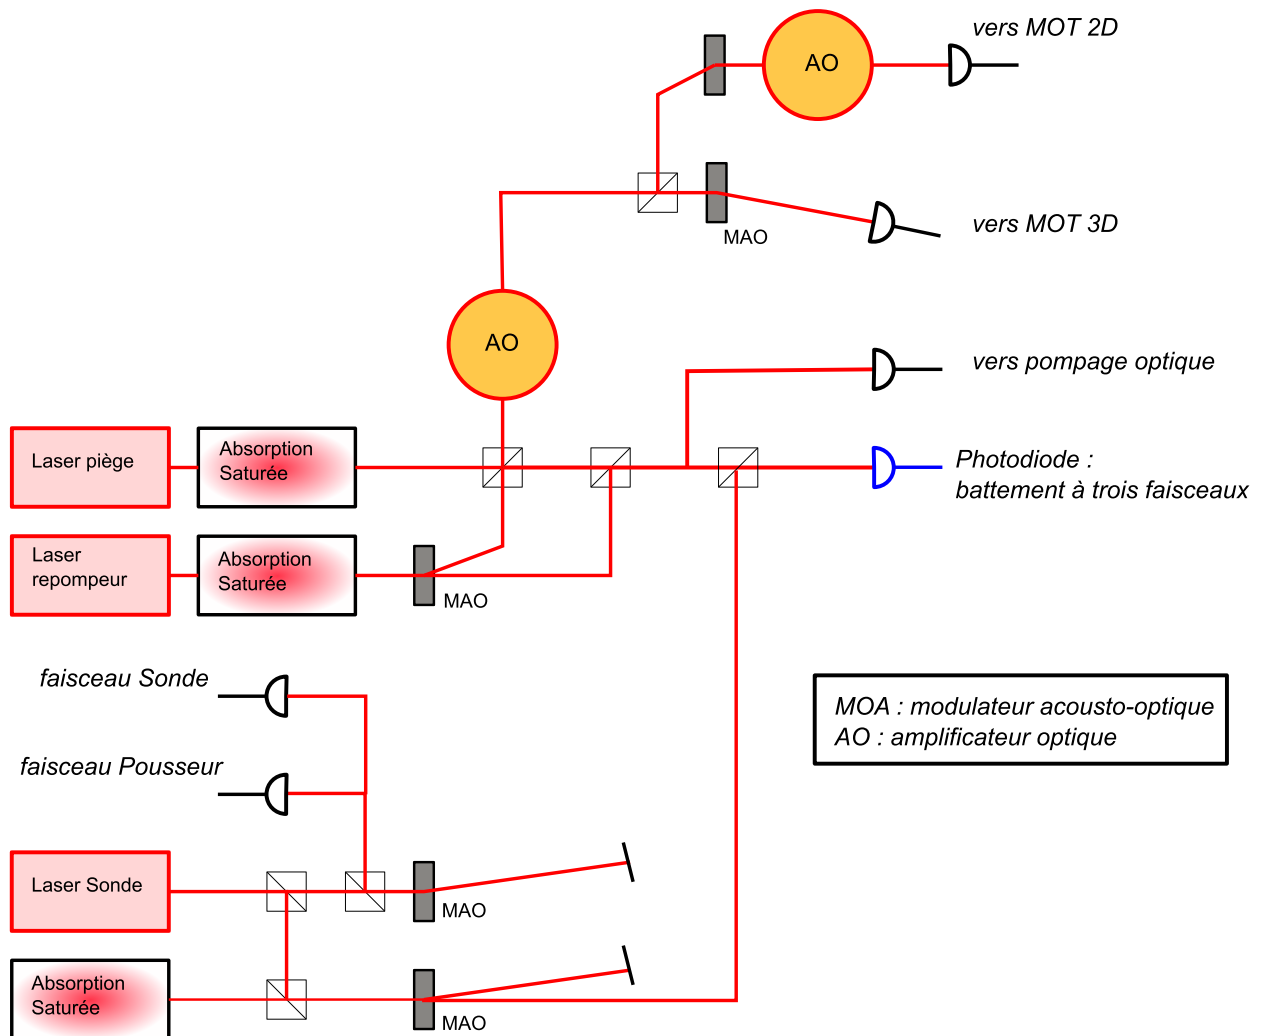 vers MOT 2D
AO
vers MOT 3D
MAO
AO
vers pompage optique
Laser piège
Absorption
Saturée
Photodiode :
battement à trois faisceaux
Laser
repompeur
Absorption
Saturée
MAO
faisceau Sonde
MOA : modulateur acousto-optique
AO : amplificateur optique
faisceau Pousseur
Laser Sonde
MAO
Absorption
Saturée
MAO